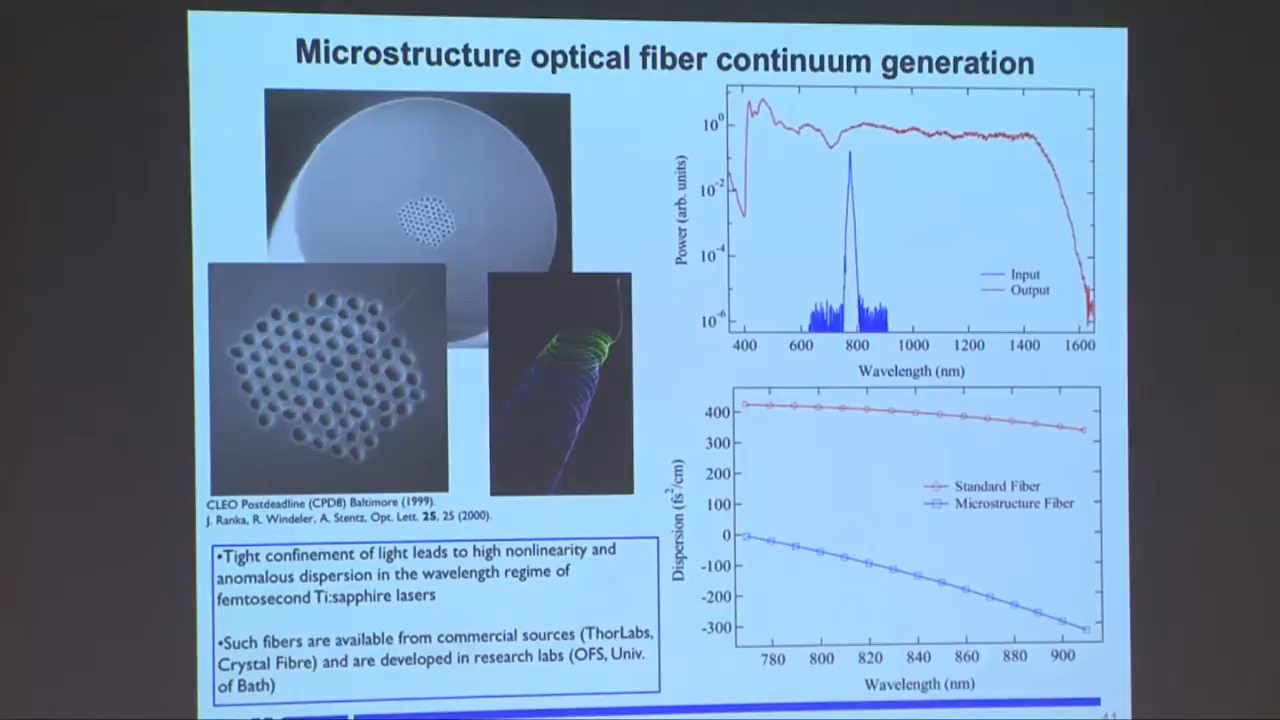 Microstructure optical fiber continuum generation
CLEO Postdeadline (CPD8) Baltimore (1999).
J. Ranka, R. Windeler, A. Stentz, Opt. Lett. 25, 25 (2000).
•Tight confinement of light leads to high nonlinearity and
anomalous dispersion in the wavelength regime of
femtosecond Ti:sapphire lasers
•Such fibers are available from commercial sources (ThorLabs,
Crystal Fibre) and are developed in research labs (OFS, Univ.
of Bath)
Power (arb. units)
10^0
10^-2
10^-4
10^-6
Input
Output
400 600 800 1000 1200 1400 1600
Wavelength (nm)
Dispersion (fs^2/cm)
400
300
200
100
0
-100
-200
-300
Standard Fiber
Microstructure Fiber
780 800 820 840 860 880 900
Wavelength (nm)